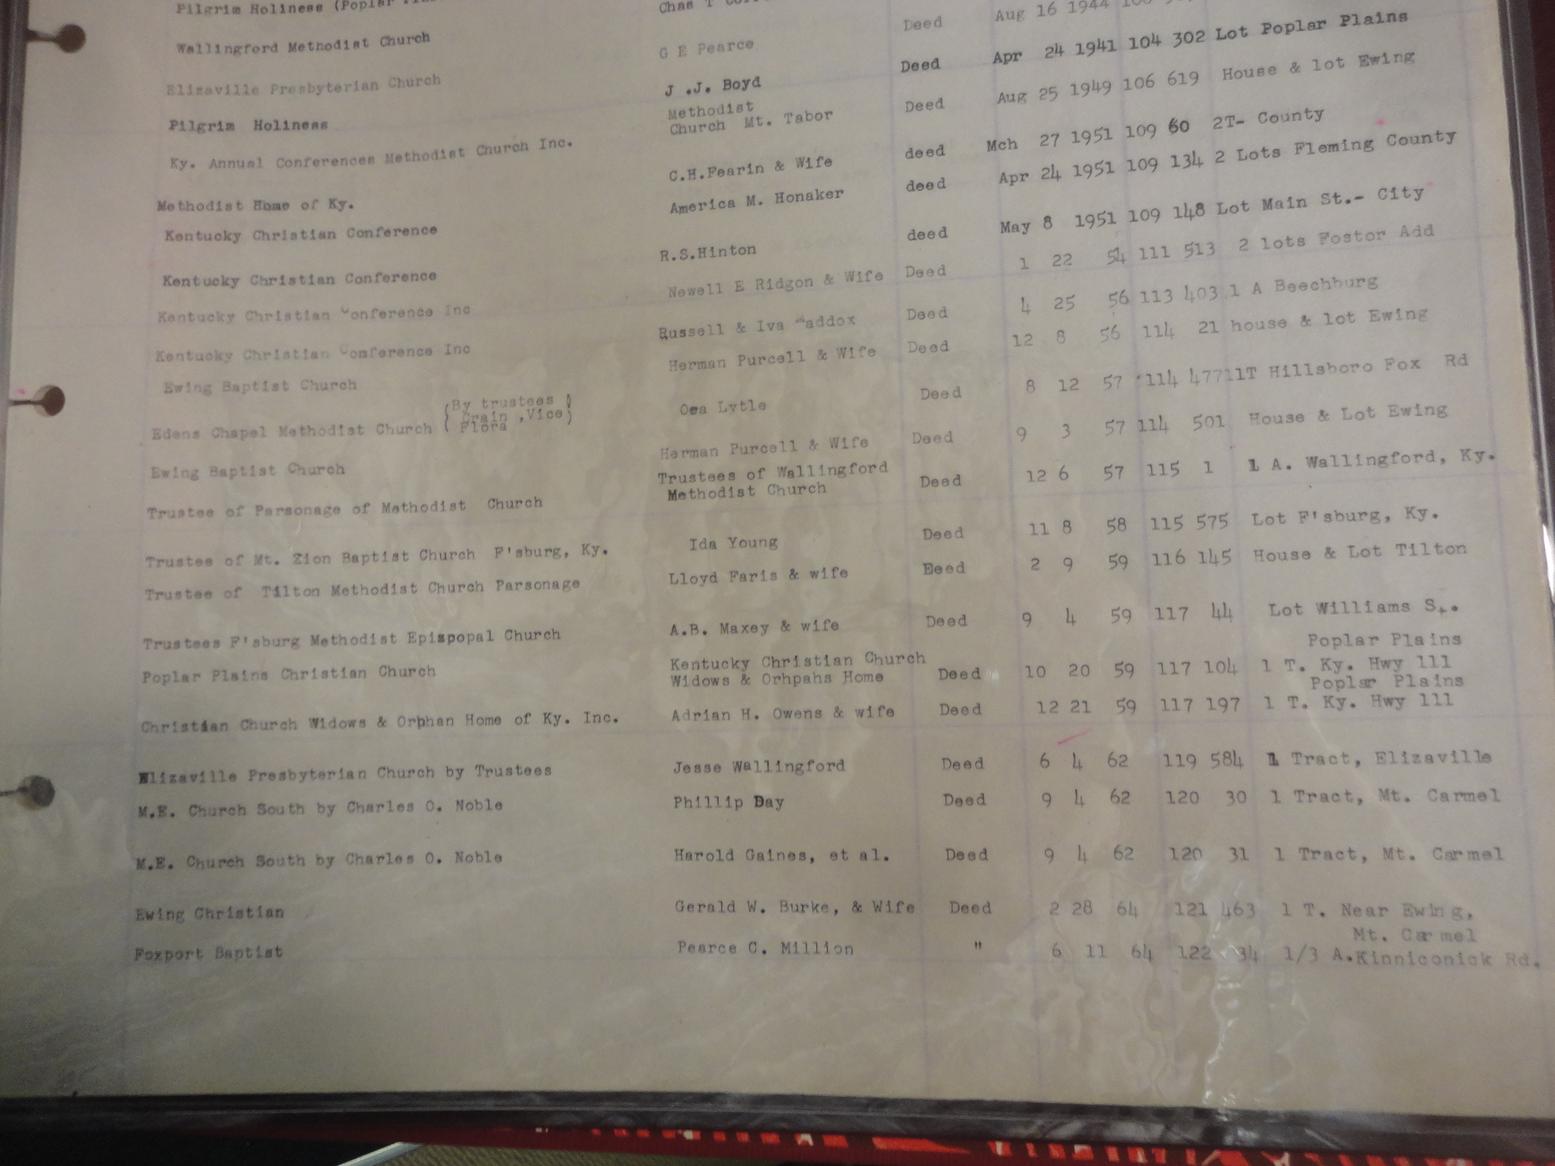 Pilgrim Holiness (Poplar
Wallingford Methodist Church Chas T
Elizaville Presbyterian Church G E Pearce Deed Aug 16 1944
Pilgrim Holiness J .J. Boyd Deed Apr 24 1941 104 302 Lot Poplar Plains
Ky. Annual Conferences Methodist Church Inc. Methodist Church Mt. Tabor Deed Aug 25 1949 106 619 House & lot Ewing
Methodist Home of Ky. C.H.Fearin & Wife deed Mch 27 1951 109 60 2T- County
Kentucky Christian Conference America M. Honaker deed Apr 24 1951 109 134 2 Lots Fleming County
Kentucky Christian Conference R.S.Hinton deed May 8 1951 109 148 Lot Main St.- City
Kentucky Christian Conference Inc Newell E Ridgon & Wife Deed 1 22 54 111 513 2 lots Fostor Add
Kentucky Christian Conference Inc Russell & Iva Maddox Deed 4 25 56 113 403 1 A Beechburg
Ewing Baptist Church Herman Purcell & Wife Deed 12 8 56 114 21 house & lot Ewing
Edens Chapel Methodist Church (By trustees Crain ,Vice) Flora Oca Lytle Deed 8 12 57 114 477 1T Hillsboro Fox Rd
Ewing Baptist Church Herman Purcell & Wife Deed 9 3 57 114 501 House & Lot Ewing
Trustee of Parsonage of Methodist Church Trustees of Wallingford Methodist Church Deed 12 6 57 115 1 1 A. Wallingford, Ky.
Trustee of Mt. Zion Baptist Church F'sburg, Ky. Ida Young Deed 11 8 58 115 575 Lot F'sburg, Ky.
Trustee of Tilton Methodist Church Parsonage Lloyd Faris & wife Eeed 2 9 59 116 145 House & Lot Tilton
Trustees F'sburg Methodist Epispopal Church A.B. Maxey & wife Deed 9 4 59 117 44 Lot Williams St.
Poplar Plains
Poplar Plains Christian Church Kentucky Christian Church Widows & Orhpahs Home Deed 10 20 59 117 104 1 T. Ky. Hwy 111
Poplar Plains
Christian Church Widows & Orphan Home of Ky. Inc. Adrian H. Owens & wife Deed 12 21 59 117 197 1 T. Ky. Hwy 111
Elizaville Presbyterian Church by Trustees Jesse Wallingford Deed 6 4 62 119 584 1 Tract, Elizaville
M.E. Church South by Charles O. Noble Phillip Day Deed 9 4 62 120 30 1 Tract, Mt. Carmel
M.E. Church South by Charles O. Noble Harold Gaines, et al. Deed 9 4 62 120 31 1 Tract, Mt. Carmel
Ewing Christian Gerald W. Burke, & Wife Deed 2 28 64 121 463 1 T. Near Ewing,
Mt. Carmel
Foxport Baptist Pearce C. Million " 6 11 64 122 34 1/3 A.Kinniconick Rd.